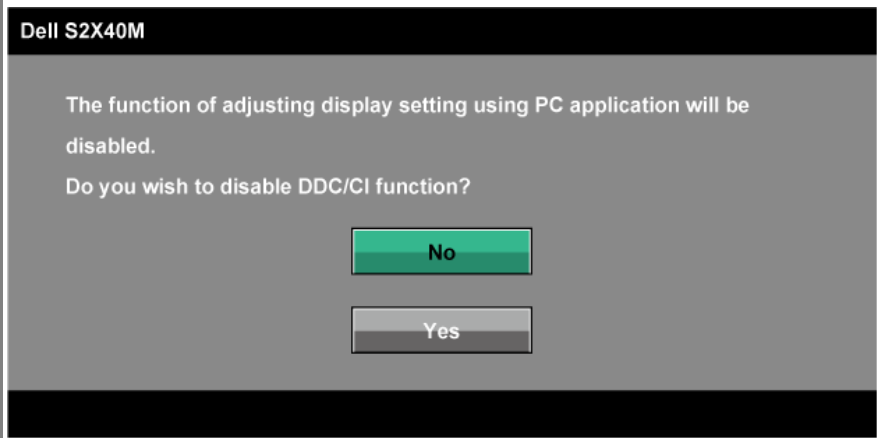 Dell S2X40M
The function of adjusting display setting using PC application will be
disabled.
Do you wish to disable DDC/CI function?
No
Yes